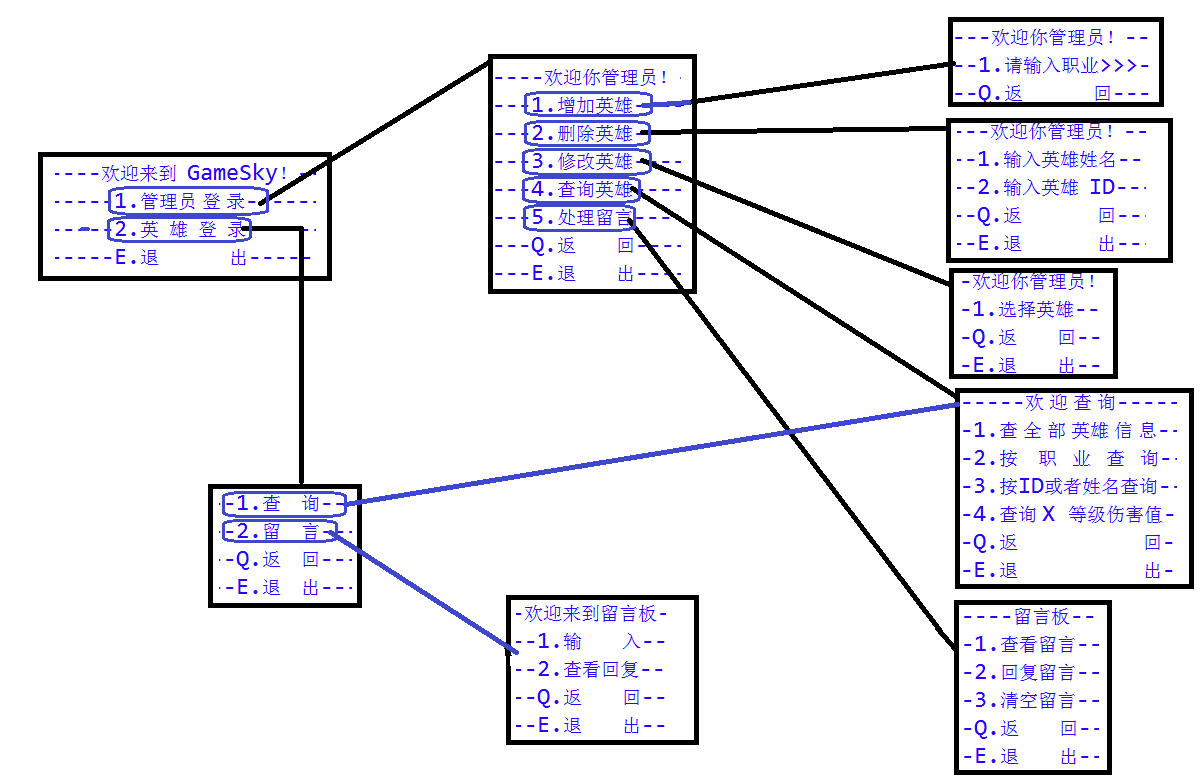 ----欢迎来到 GameSky!-
-----1.管理员 登 录-----
-----2.英 雄 登 录-----
-----E.退 出-----
----欢迎你管理员!-
---1.增加英雄----
---2.删除英雄----
---3.修改英雄----
---4.查询英雄----
---5.处理留言----
---Q.返 回----
---E.退 出----
---欢迎你管理员!--
--1.请输入职业>>>-
--Q.返 回---
---欢迎你管理员!--
--1.输入英雄姓名--
--2.输入英雄 ID---
--Q.返 回---
--E.退 出---
-欢迎你管理员!
-1.选择英雄--
-Q.返 回--
-E.退 出--
-----欢 迎 查 询-----
-1.查 全 部 英 雄 信 息--
-2.按 职 业 查 询--
-3.按ID或者姓名查询--
-4.查询 X 等级伤害值-
-Q.返 回-
-E.退 出-
--1.查 询---
--2.留 言---
--Q.返 回---
--E.退 出---
-欢迎来到留言板-
--1.输 入--
--2.查看回复--
--Q.返 回--
--E.退 出--
----留言板--
-1.查看留言--
-2.回复留言--
-3.清空留言--
-Q.返 回--
-E.退 出--